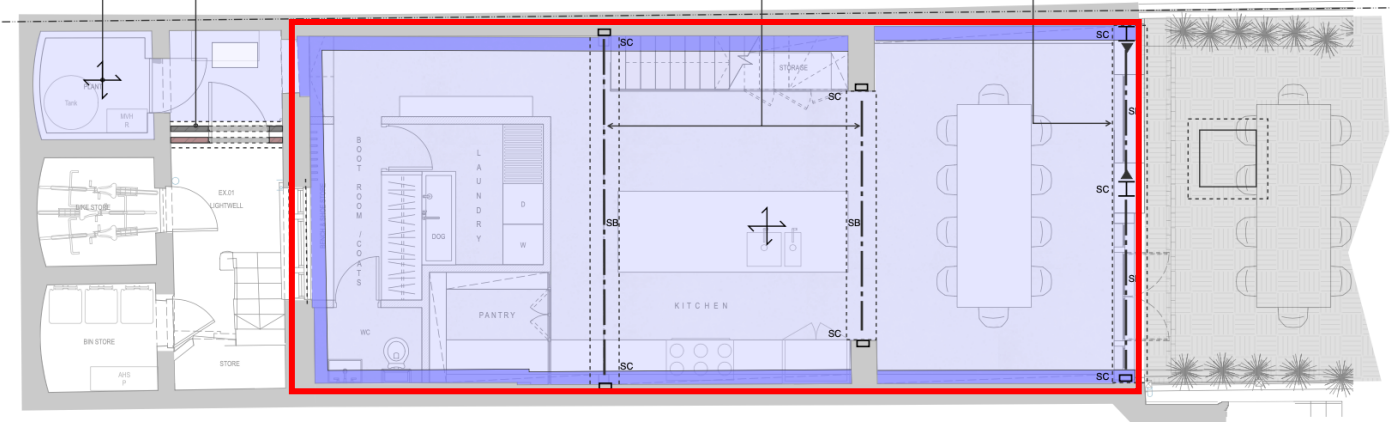 SC
SC
STORAGE
PLANT
Tank
MVH
R
SC
SB
BOOT ROOM / COATS
LAUNDRY
D
SC
EX.01
LIGHTWELL
BIKE STORE
DOG
W
SB
SB
SB
KITCHEN
PANTRY
SC
WC
BIN STORE
STORE
SC
AHS
P
SC